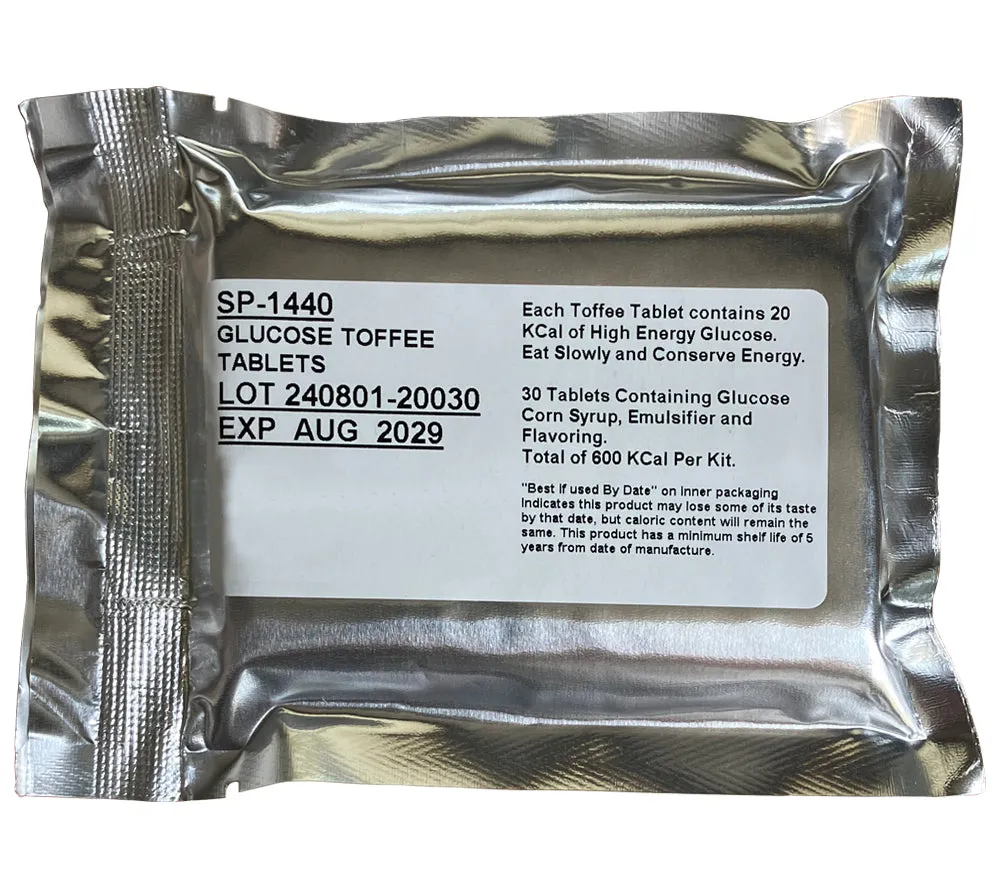 SP-1440
GLUCOSE TOFFEE
TABLETS
LOT 240801-20030
EXP AUG 2029
Each Toffee Tablet contains 20
KCal of High Energy Glucose.
Eat Slowly and Conserve Energy.
30 Tablets Containing Glucose
Corn Syrup, Emulsifier and
Flavoring.
Total of 600 KCal Per Kit.
"Best If used By Date" on inner packaging
indicates this product may lose some of its taste
by that date, but caloric content will remain the
same. This product has a minimum shelf life of 5
years from date of manufacture.